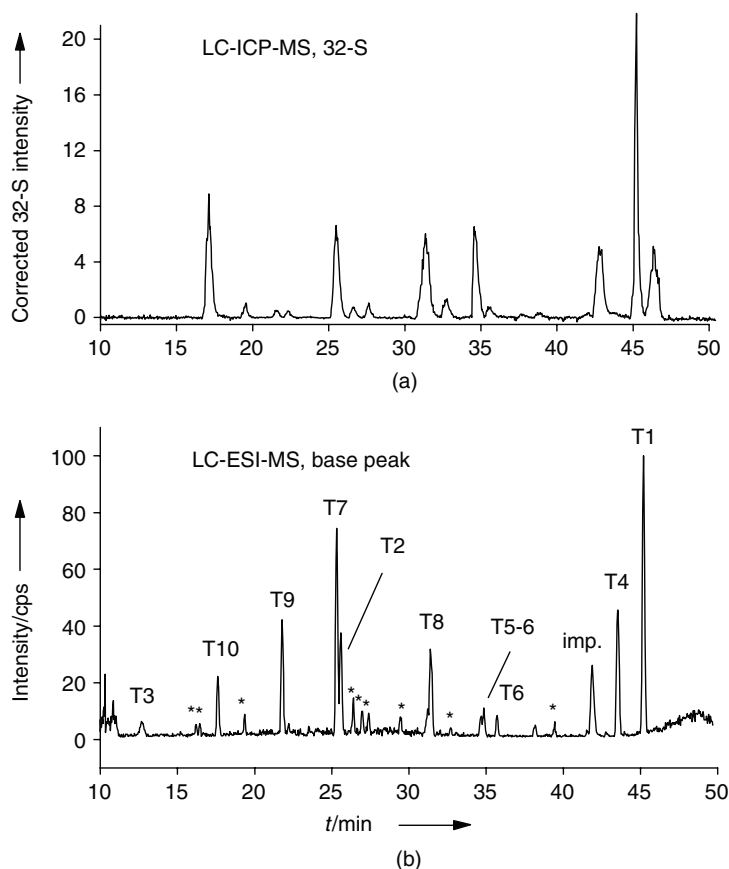 LC-ICP-MS, 32-S
Corrected 32-S intensity
20
16
12
8
4
0
10 15 20 25 30 35 40 45 50
(a)
LC-ESI-MS, base peak
Intensity/cps
100
80
60
40
20
0
T1
T7
T2
T4
T9
T8
T5-6
imp.
T10
T6
T3
* * * * * * * * *
10 15 20 25 30 35 40 45 50
t/min
(b)